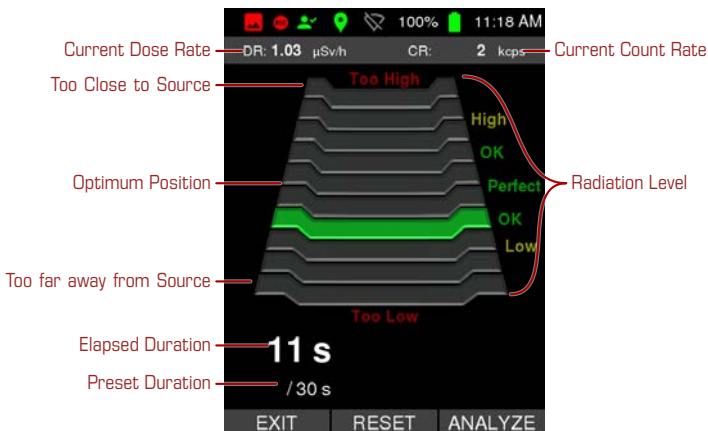 100% 11:18 AM
Current Dose Rate DR: 1.03 µSv/h CR: 2 kcps Current Count Rate
Too Close to Source Too High
High
OK
Optimum Position Perfect Radiation Level
OK
Low
Too far away from Source
Too Low
Elapsed Duration 11 s
Preset Duration / 30 s
EXIT RESET ANALYZE